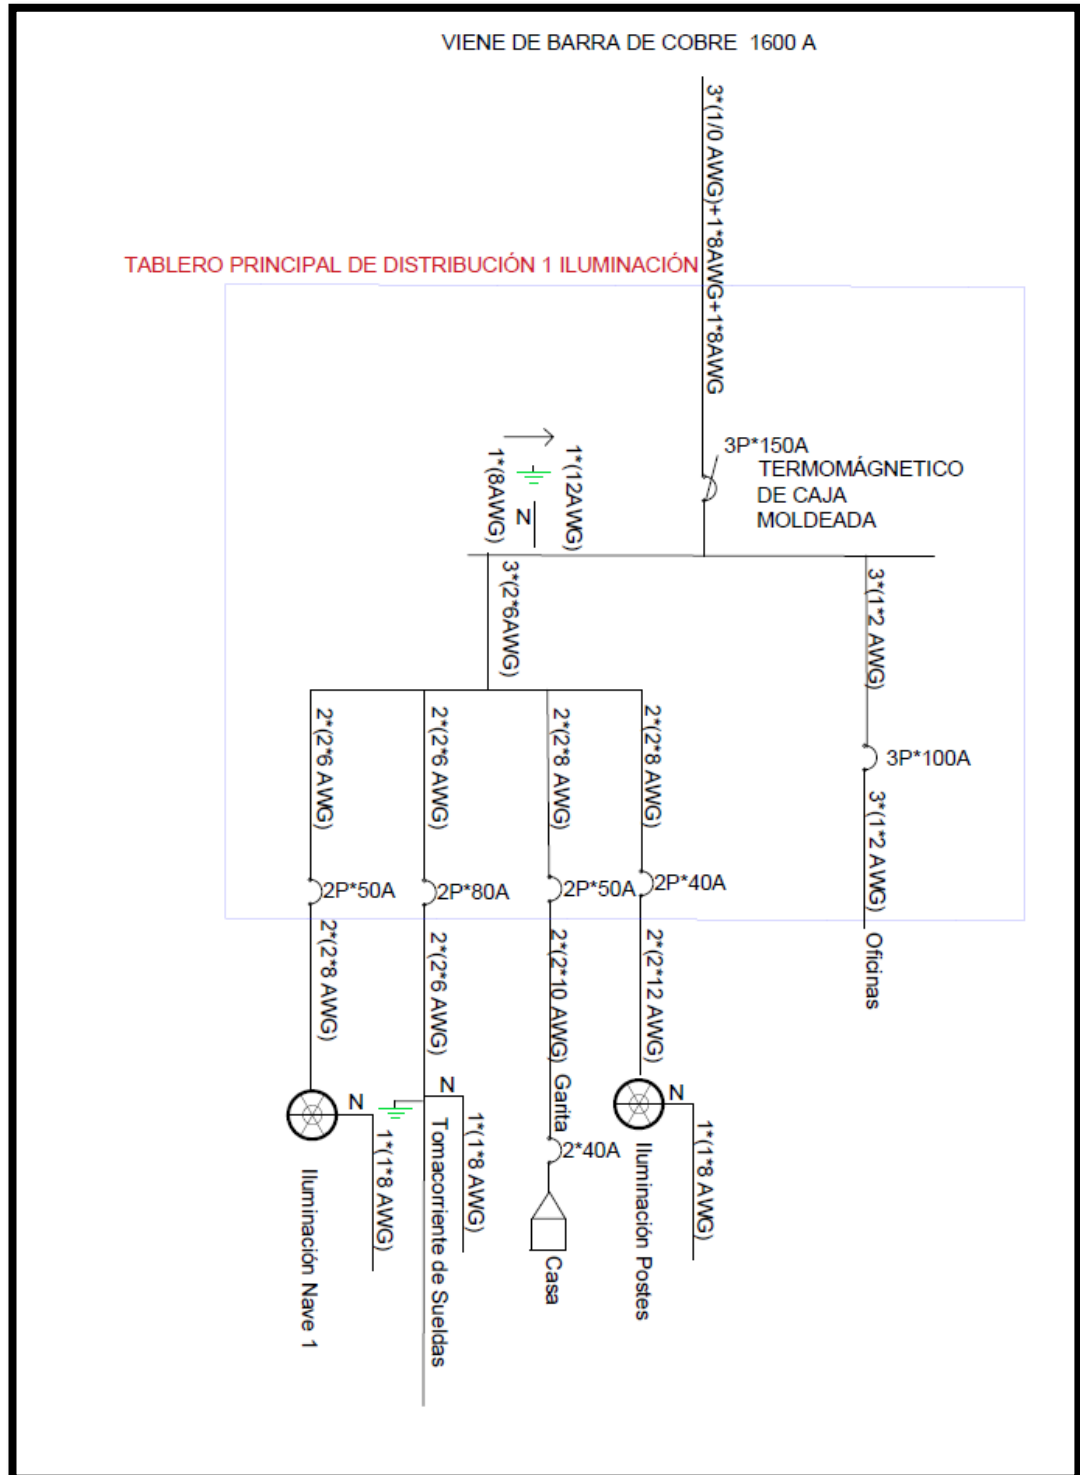 VIENE DE BARRA DE COBRE 1600 A
3*(1/0 AWG)+1*8AWG+1*8AWG
TABLERO PRINCIPAL DE DISTRIBUCIÓN 1 ILUMINACIÓN
3P*150A
TERMOMÁGNETICO
DE CAJA
MOLDEADA
1*(8AWG)
N
1*(12AWG)
3*(2*6AWG)
3*(1*2 AWG)
2*(2*6 AWG)
2*(2*6 AWG)
2*(2*8 AWG)
2*(2*8 AWG)
3P*100A
3*(1*2 AWG)
2P*50A
2P*80A
2P*50A
2P*40A
Oficinas
2*(2*8 AWG)
2*(2*6 AWG)
2*(2*10 AWG)
2*(2*12 AWG)
Garita
2*40A
N
1*(1*8 AWG)
N
1*(1*8 AWG)
N
1*(1*8 AWG)
Iluminación Nave 1
Tomacorriente de Sueldas
Casa
Iluminación Postes